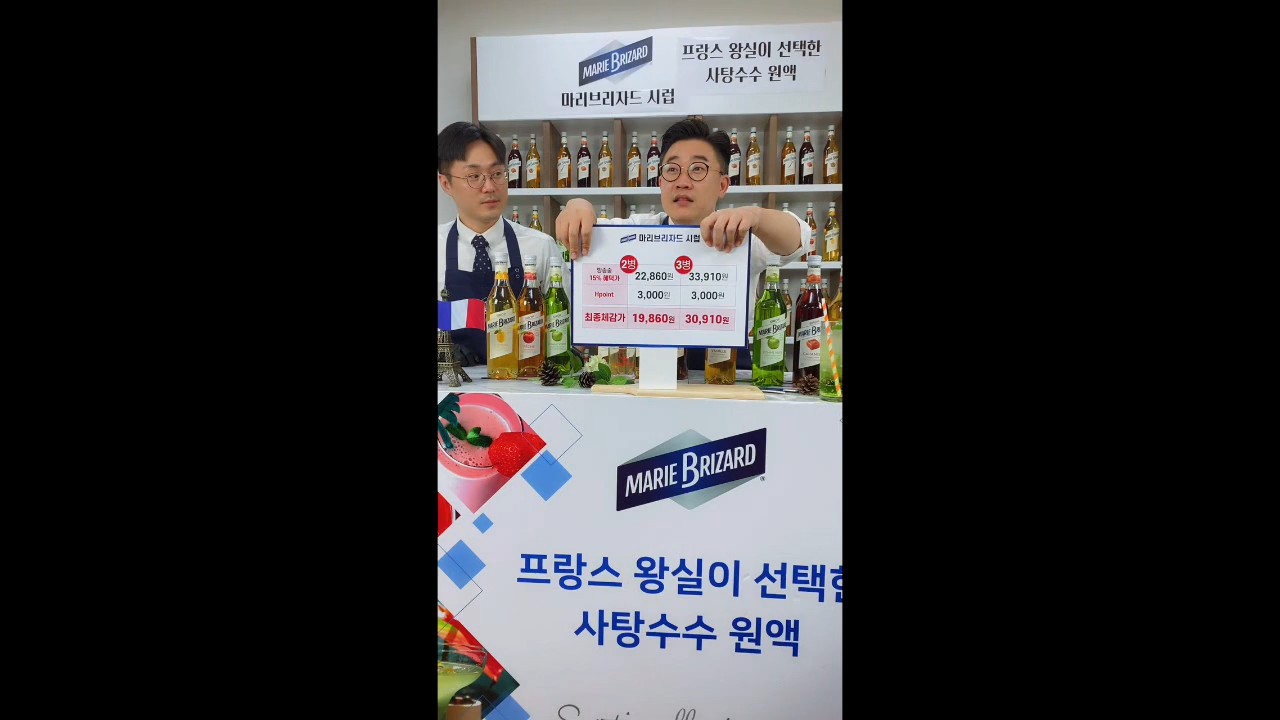 MARIE BRIZARD
마리브리자드 시럽
프랑스 왕실이 선택한
사탕수수 원액
마리브리자드 시럽
2병 3병
방송중
15% 혜택가 22,860원 33,910원
Hpoint 3,000원 3,000원
최종체감가 19,860원 30,910원
MARIE BRIZARD
프랑스 왕실이 선택한
사탕수수 원액